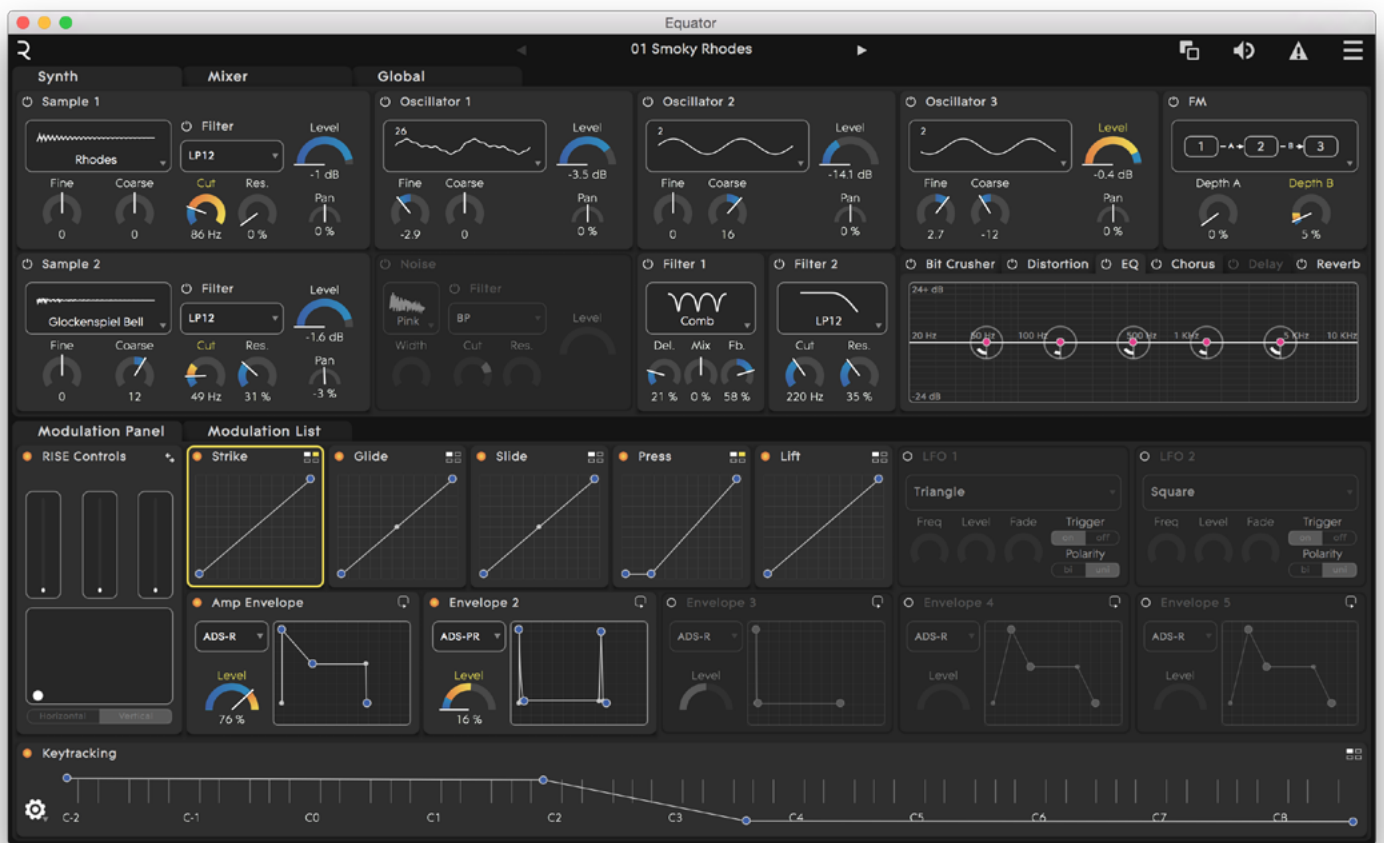 Equator
01 Smoky Rhodes
Synth Mixer Global
Sample 1
Rhodes
Filter
LP12
Level
-1 dB
Fine Coarse Cut Res. Pan
0 0 86 Hz 0 % 0 %
Oscillator 1
26
Level
-3.5 dB
Fine Coarse Pan
-2.9 0 0 %
Oscillator 2
2
Level
-14.1 dB
Fine Coarse Pan
0 16 0 %
Oscillator 3
2
Level
-0.4 dB
Fine Coarse Pan
2.7 -12 0 %
FM
1 A 2 B 3
Depth A Depth B
0 % 5 %
Sample 2
Glockenspiel Bell
Filter
LP12
Level
-1.6 dB
Fine Coarse Cut Res. Pan
0 12 49 Hz 31 % -3 %
Noise
Pink
Filter
BP
Level
Width Cut Res.
Filter 1
Comb
Del. Mix Fb.
21 % 0 % 58 %
Filter 2
LP12
Cut Res.
220 Hz 35 %
Bit Crusher Distortion EQ Chorus Delay Reverb
24+ dB
20 Hz 50 Hz 100 Hz 500 Hz 1 KHz 5 KHz 10 KHz
-24 dB
Modulation Panel Modulation List
RISE Controls
Horizontal Vertical
Strike Glide Slide Press Lift
LFO 1
Triangle
Freq Level Fade Trigger
on off
Polarity
bi uni
LFO 2
Square
Freq Level Fade Trigger
on off
Polarity
bi uni
Amp Envelope
ADS-R
Level
76 %
Envelope 2
ADS-PR
Level
16 %
Envelope 3
ADS-R
Level
Envelope 4
ADS-R
Level
Envelope 5
ADS-R
Level
Keytracking
C-2 C-1 C0 C1 C2 C3 C4 C5 C6 C7 C8